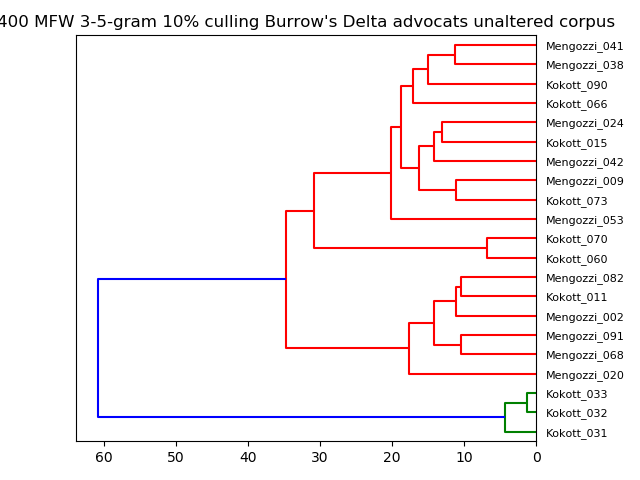 400 MFW 3-5-gram 10% culling Burrow's Delta advocats unaltered corpus
Mengozzi_041
Mengozzi_038
Kokott_090
Kokott_066
Mengozzi_024
Kokott_015
Mengozzi_042
Mengozzi_009
Kokott_073
Mengozzi_053
Kokott_070
Kokott_060
Mengozzi_082
Kokott_011
Mengozzi_002
Mengozzi_091
Mengozzi_068
Mengozzi_020
Kokott_033
Kokott_032
Kokott_031
60 50 40 30 20 10 0